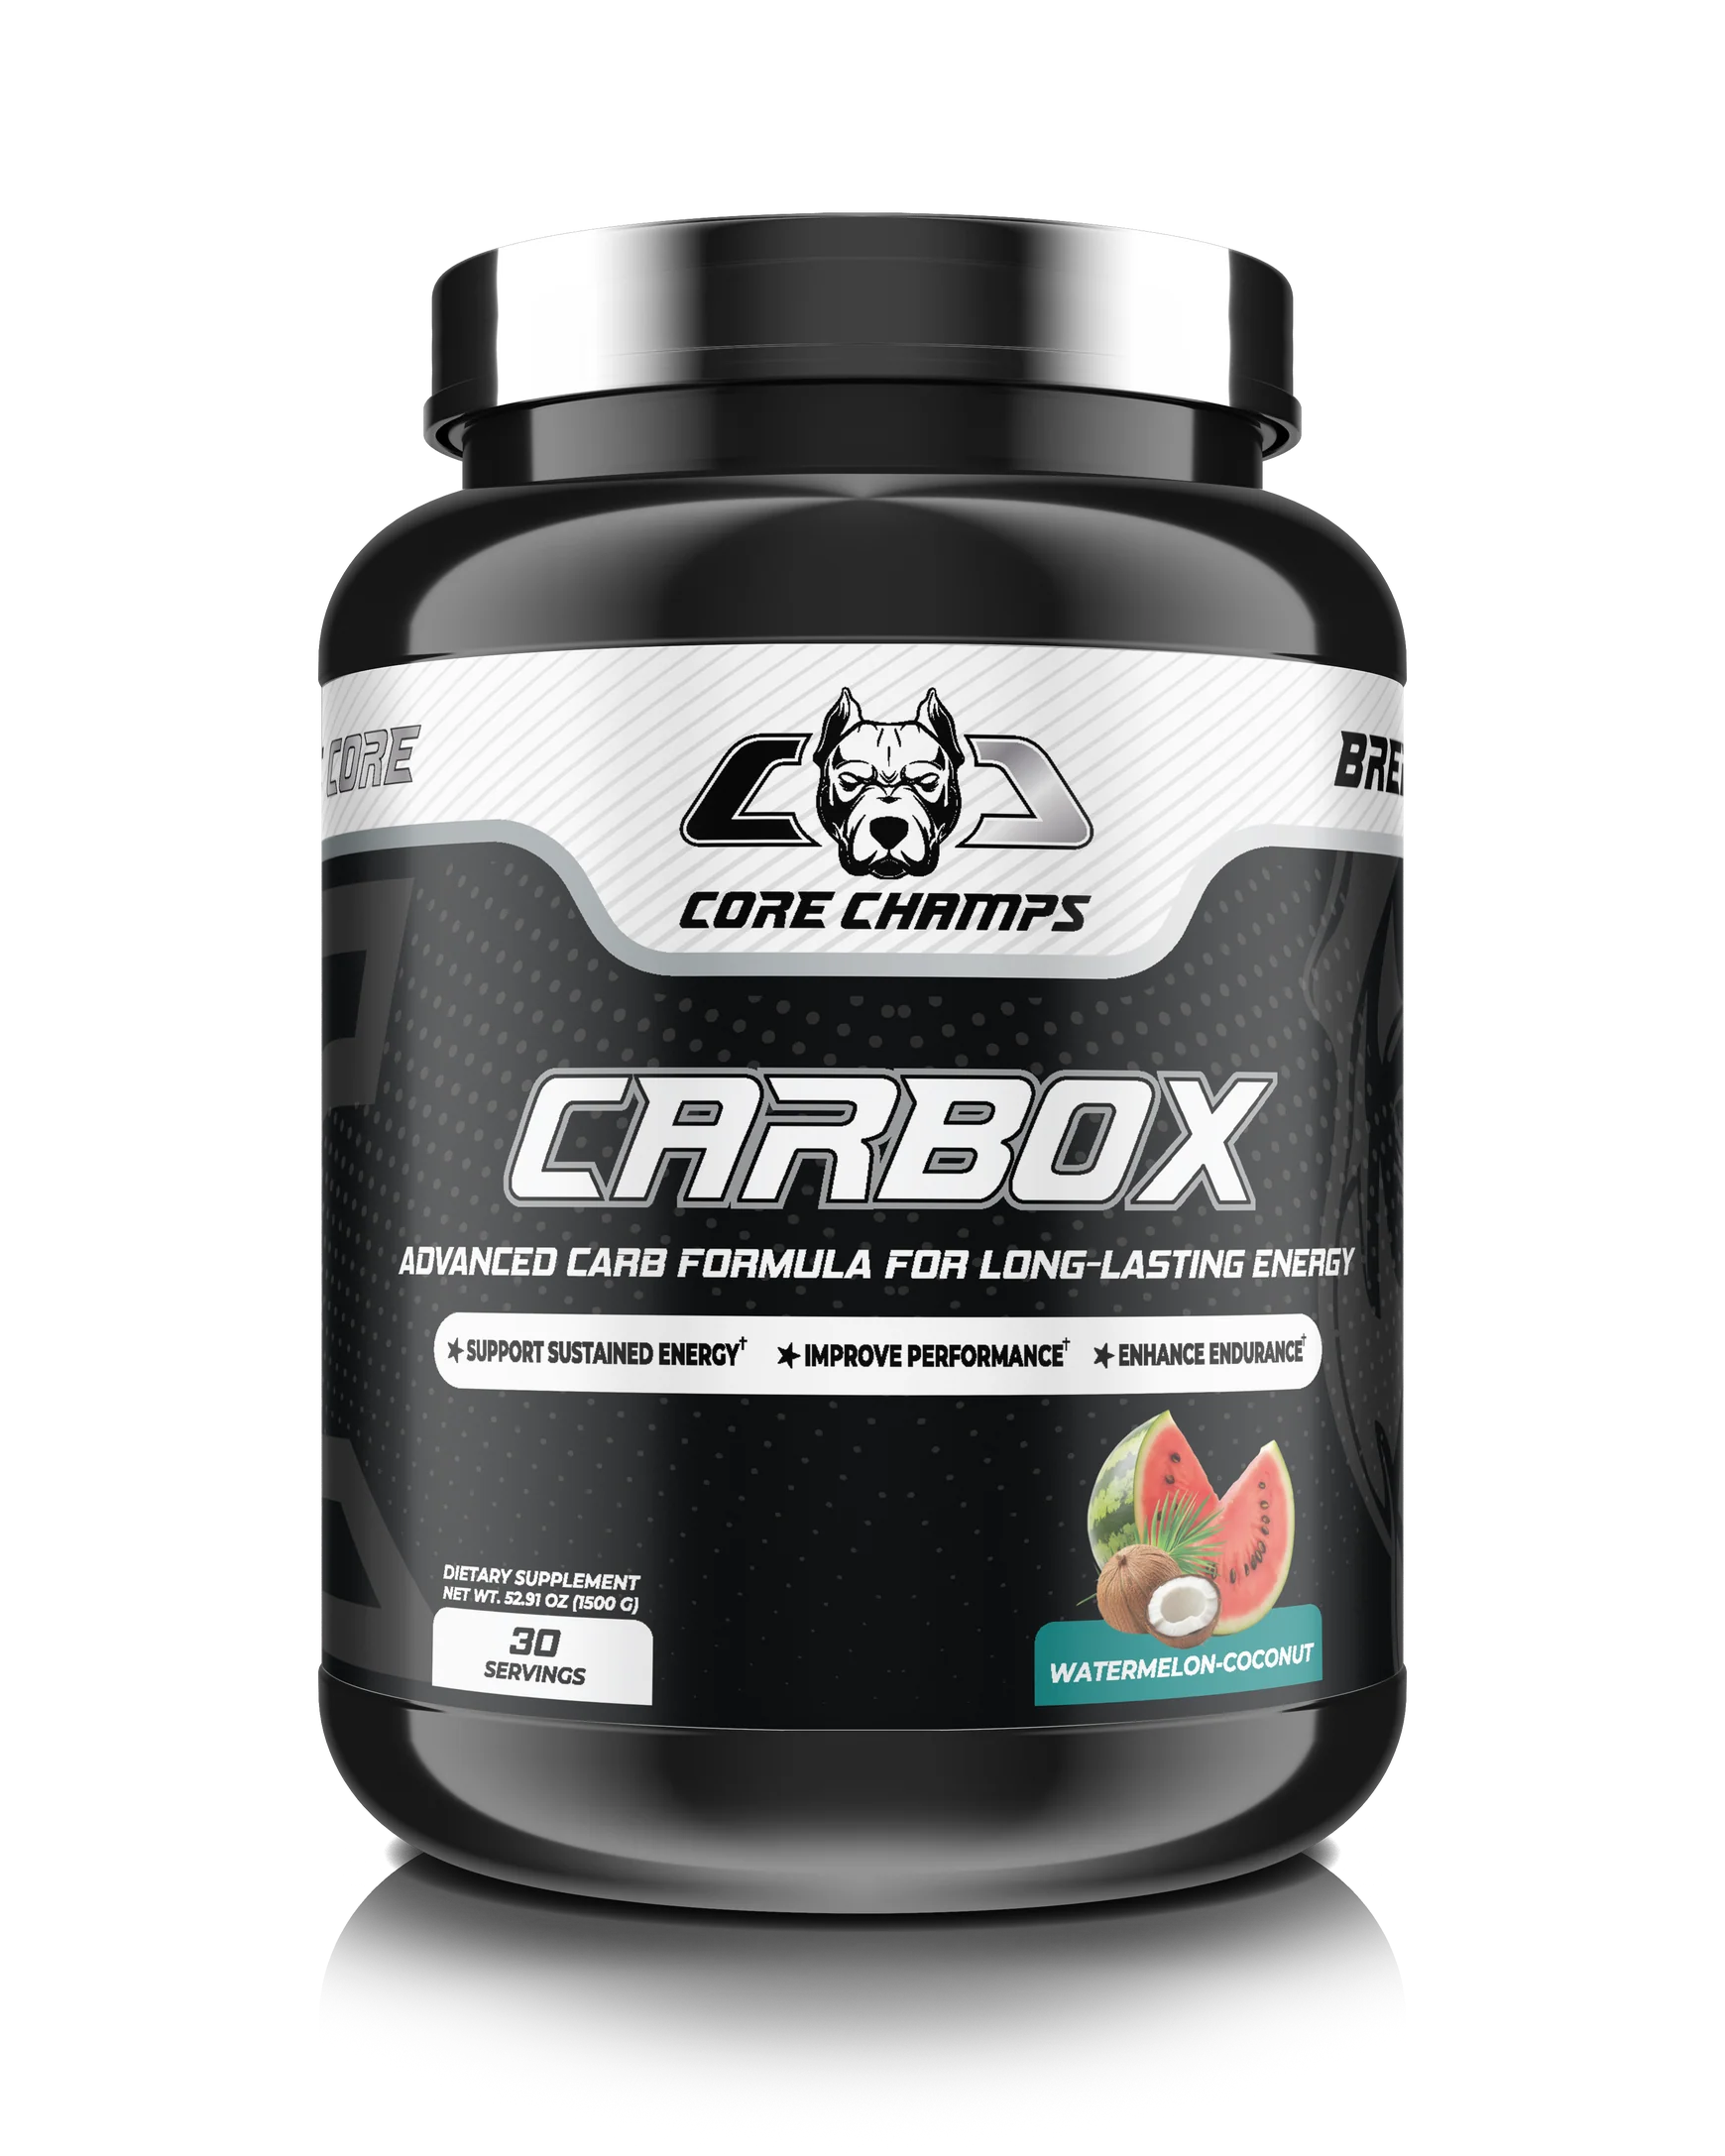 CORE
BRE
CORE CHAMPS
CARBOX
ADVANCED CARB FORMULA FOR LONG-LASTING ENERGY
★SUPPORT SUSTAINED ENERGY† ★IMPROVE PERFORMANCE† ★ENHANCE ENDURANCE†
DIETARY SUPPLEMENT
NET WT. 52.91 OZ (1500 G)
30
SERVINGS
WATERMELON-COCONUT